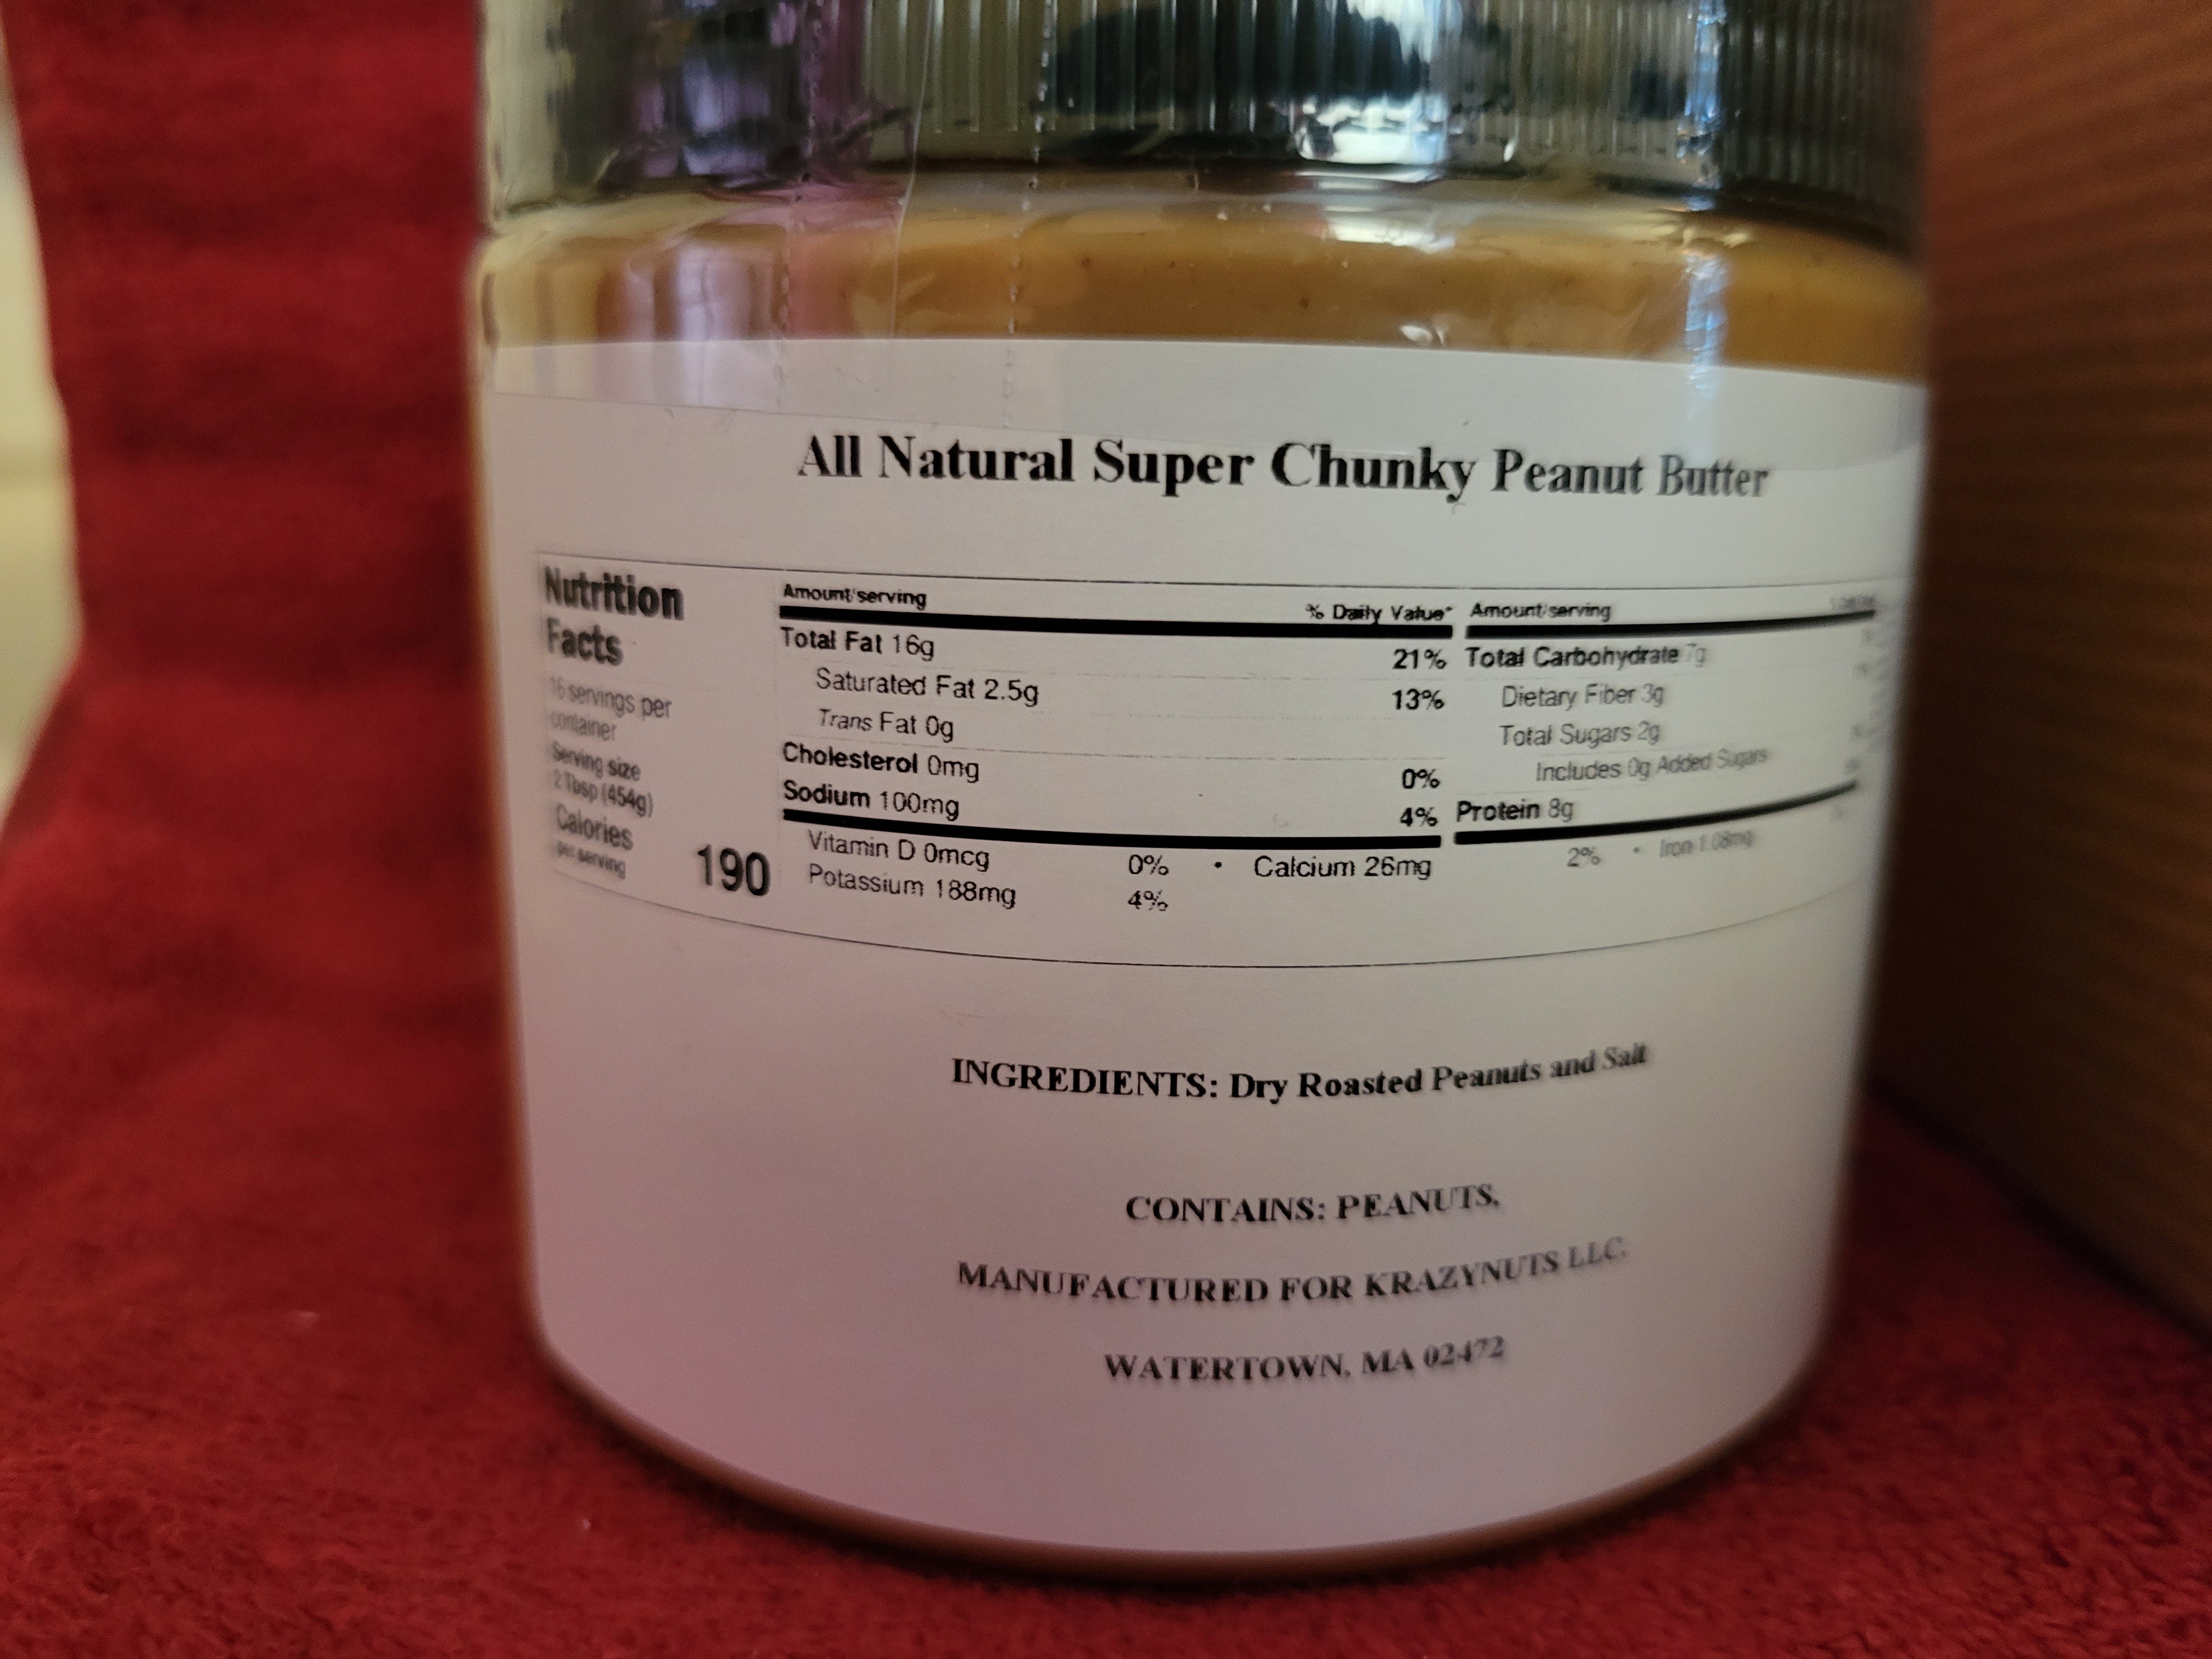 All Natural Super Chunky Peanut Butter
Nutrition
Facts
16 servings per
container
Serving size
2 Tbsp (454g)
Calories
per serving
190
Amount/serving
% Daily Value*
Total Fat 16g
21%
Saturated Fat 2.5g
13%
Trans Fat 0g
Cholesterol 0mg
0%
Sodium 100mg
4%
Vitamin D 0mcg 0% • Calcium 26mg 2% • Iron 1.08mg
Potassium 188mg 4%
Amount/serving
Total Carbohydrate 7g
Dietary Fiber 3g
Total Sugars 2g
Includes 0g Added Sugars
Protein 8g
INGREDIENTS: Dry Roasted Peanuts and Salt
CONTAINS: PEANUTS,
MANUFACTURED FOR KRAZYNUTS LLC.
WATERTOWN, MA 02472